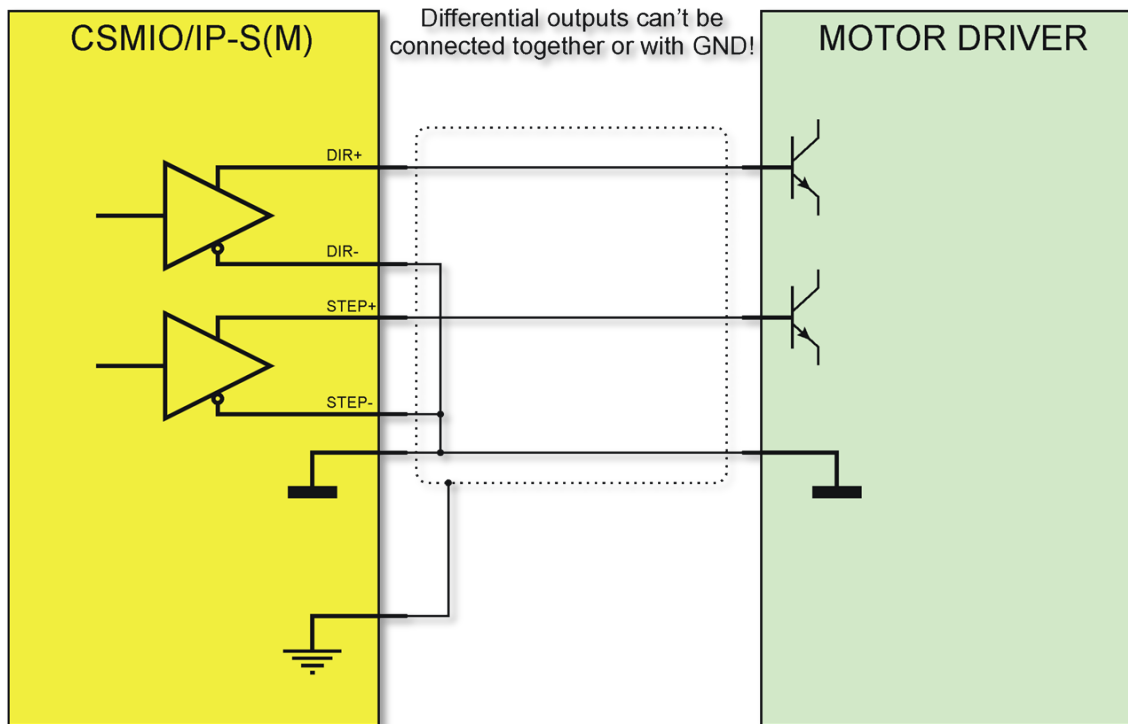 CSMIO/IP-S(M)
Differential outputs can't be
connected together or with GND!
MOTOR DRIVER
DIR+
DIR-
STEP+
STEP-